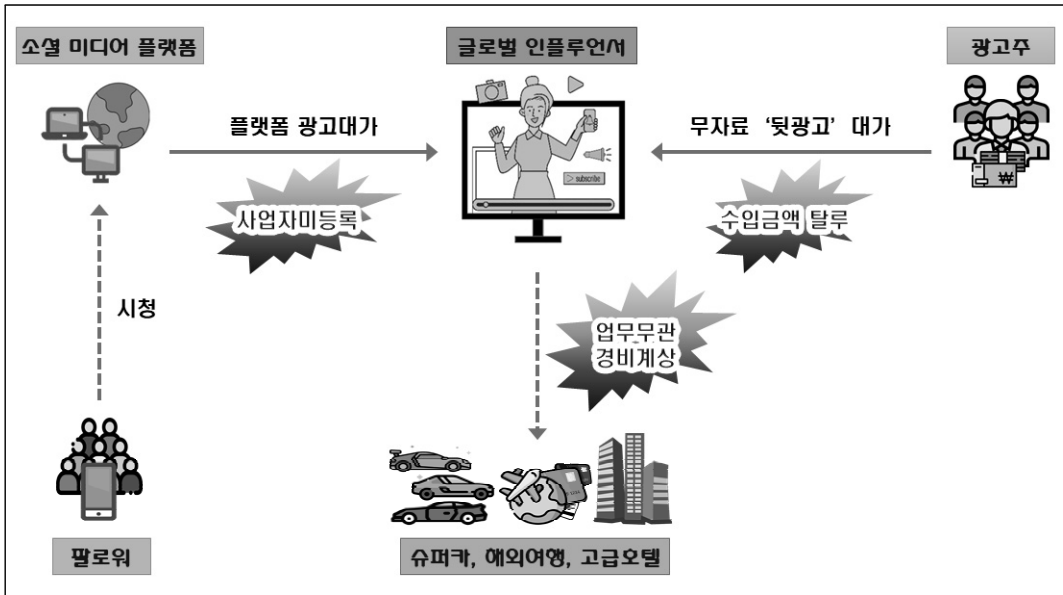 소셜 미디어 플랫폼
글로벌 인플루언서
광고주
플랫폼 광고대가
무자료 ‘뒷광고’ 대가
subscribe
₩
사업자미등록
수입금액 탈루
시청
업무무관
경비계상
팔로워
슈퍼카, 해외여행, 고급호텔